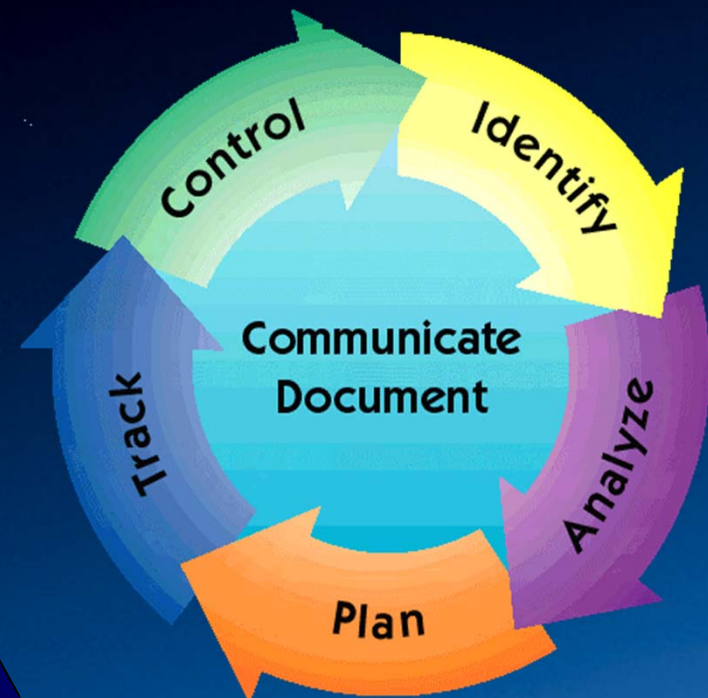 Identify
Analyze
Plan
Track
Control
Communicate
Document